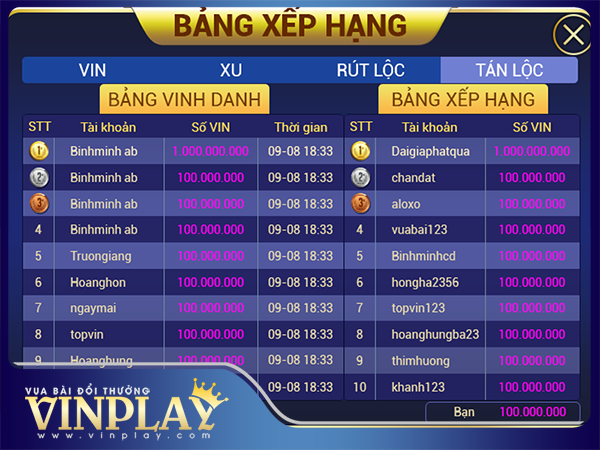 BẢNG XẾP HẠNG
VIN XU RÚT LỘC TÁN LỘC
BẢNG VINH DANH
STT Tài khoản Số VIN Thời gian
1 Binhminh ab 1.000.000.000 09-08 18:33
2 Binhminh ab 100.000.000 09-08 18:33
3 Binhminh ab 100.000.000 09-08 18:33
4 Binhminh ab 100.000.000 09-08 18:33
5 Truongiang 100.000.000 09-08 18:33
6 Hoanghon 100.000.000 09-08 18:33
7 ngaymai 100.000.000 09-08 18:33
8 topvin 100.000.000 09-08 18:33
9 Hoanghung 100.000.000 09-08 18:33
09-08 18:33
BẢNG XẾP HẠNG
STT Tài khoản Số VIN
1 Daigiaphatqua 1.000.000.000
2 chandat 100.000.000
3 aloxo 100.000.000
4 vuabai123 100.000.000
5 Binhminhcd 100.000.000
6 hongha2356 100.000.000
7 topvin123 100.000.000
8 hoanghungba23 100.000.000
9 thimhuong 100.000.000
10 khanh123 100.000.000
Bạn 100.000.000
VUA BÀI ĐỔI THƯỞNG
VINPLAY
www.vinplay.com